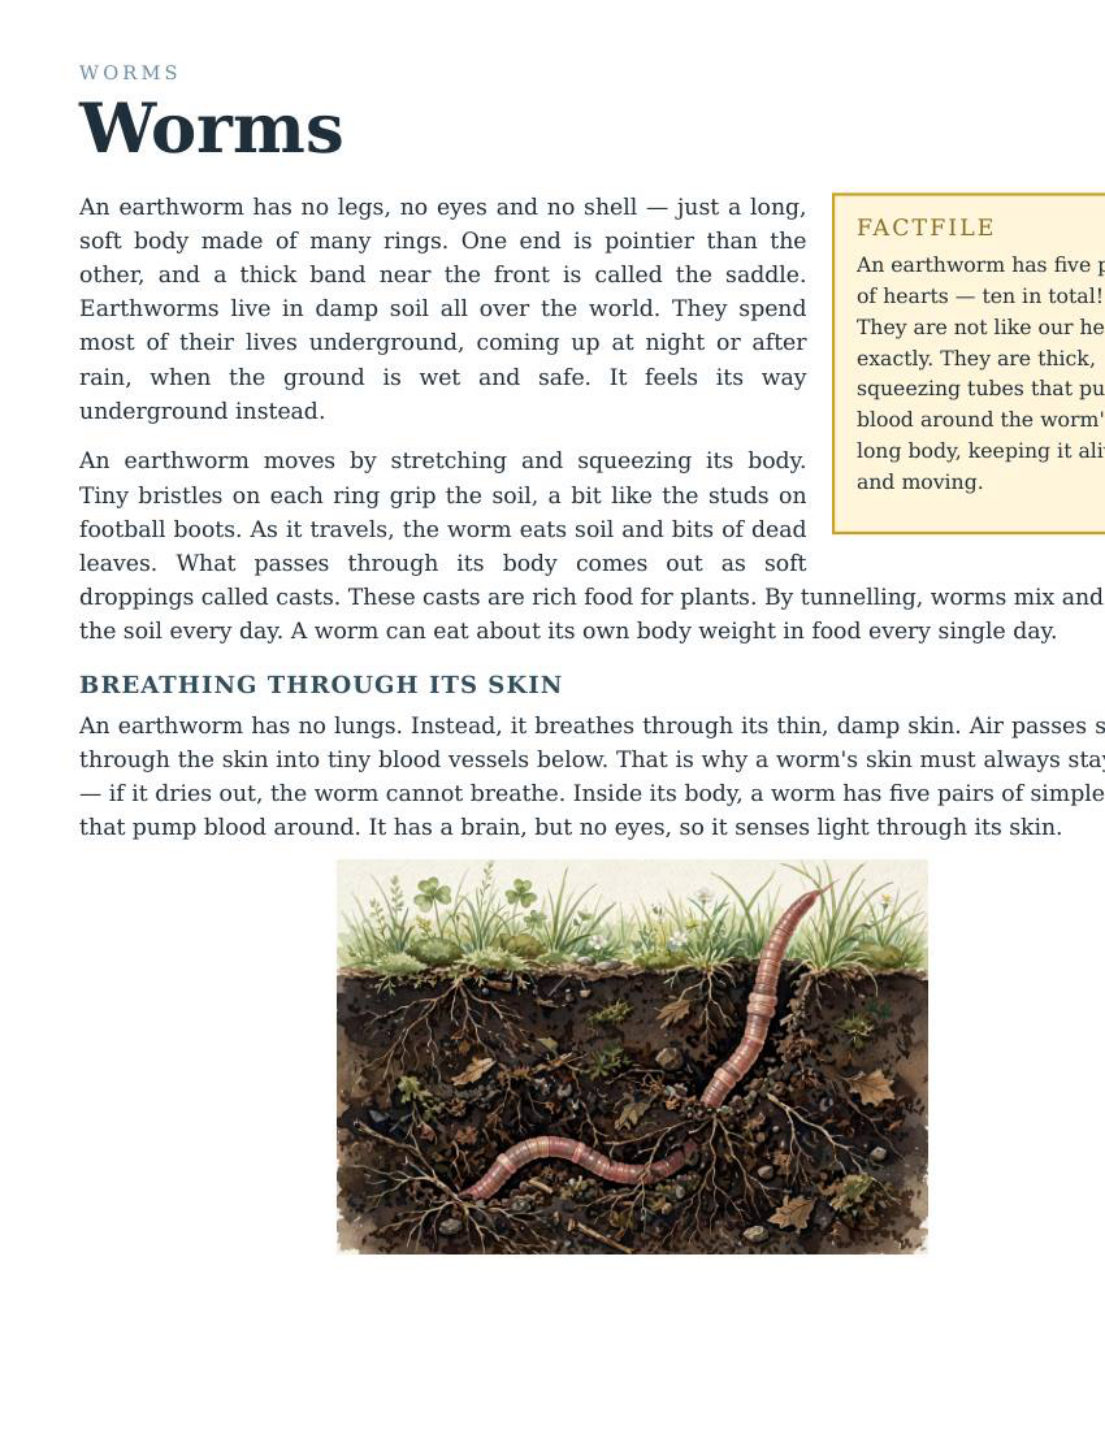 WORMS
Worms
An earthworm has no legs, no eyes and no shell — just a long,
soft body made of many rings. One end is pointier than the
other, and a thick band near the front is called the saddle.
Earthworms live in damp soil all over the world. They spend
most of their lives underground, coming up at night or after
rain, when the ground is wet and safe. It feels its way
underground instead.
An earthworm moves by stretching and squeezing its body.
Tiny bristles on each ring grip the soil, a bit like the studs on
football boots. As it travels, the worm eats soil and bits of dead
leaves. What passes through its body comes out as soft
droppings called casts. These casts are rich food for plants. By tunnelling, worms mix and
the soil every day. A worm can eat about its own body weight in food every single day.
FACTFILE
An earthworm has five
of hearts — ten in total!
They are not like our
exactly. They are thick,
squeezing tubes that
blood around the worm'
long body, keeping it
and moving.
BREATHING THROUGH ITS SKIN
An earthworm has no lungs. Instead, it breathes through its thin, damp skin. Air passes
through the skin into tiny blood vessels below. That is why a worm's skin must always
— if it dries out, the worm cannot breathe. Inside its body, a worm has five pairs of simple
that pump blood around. It has a brain, but no eyes, so it senses light through its skin.